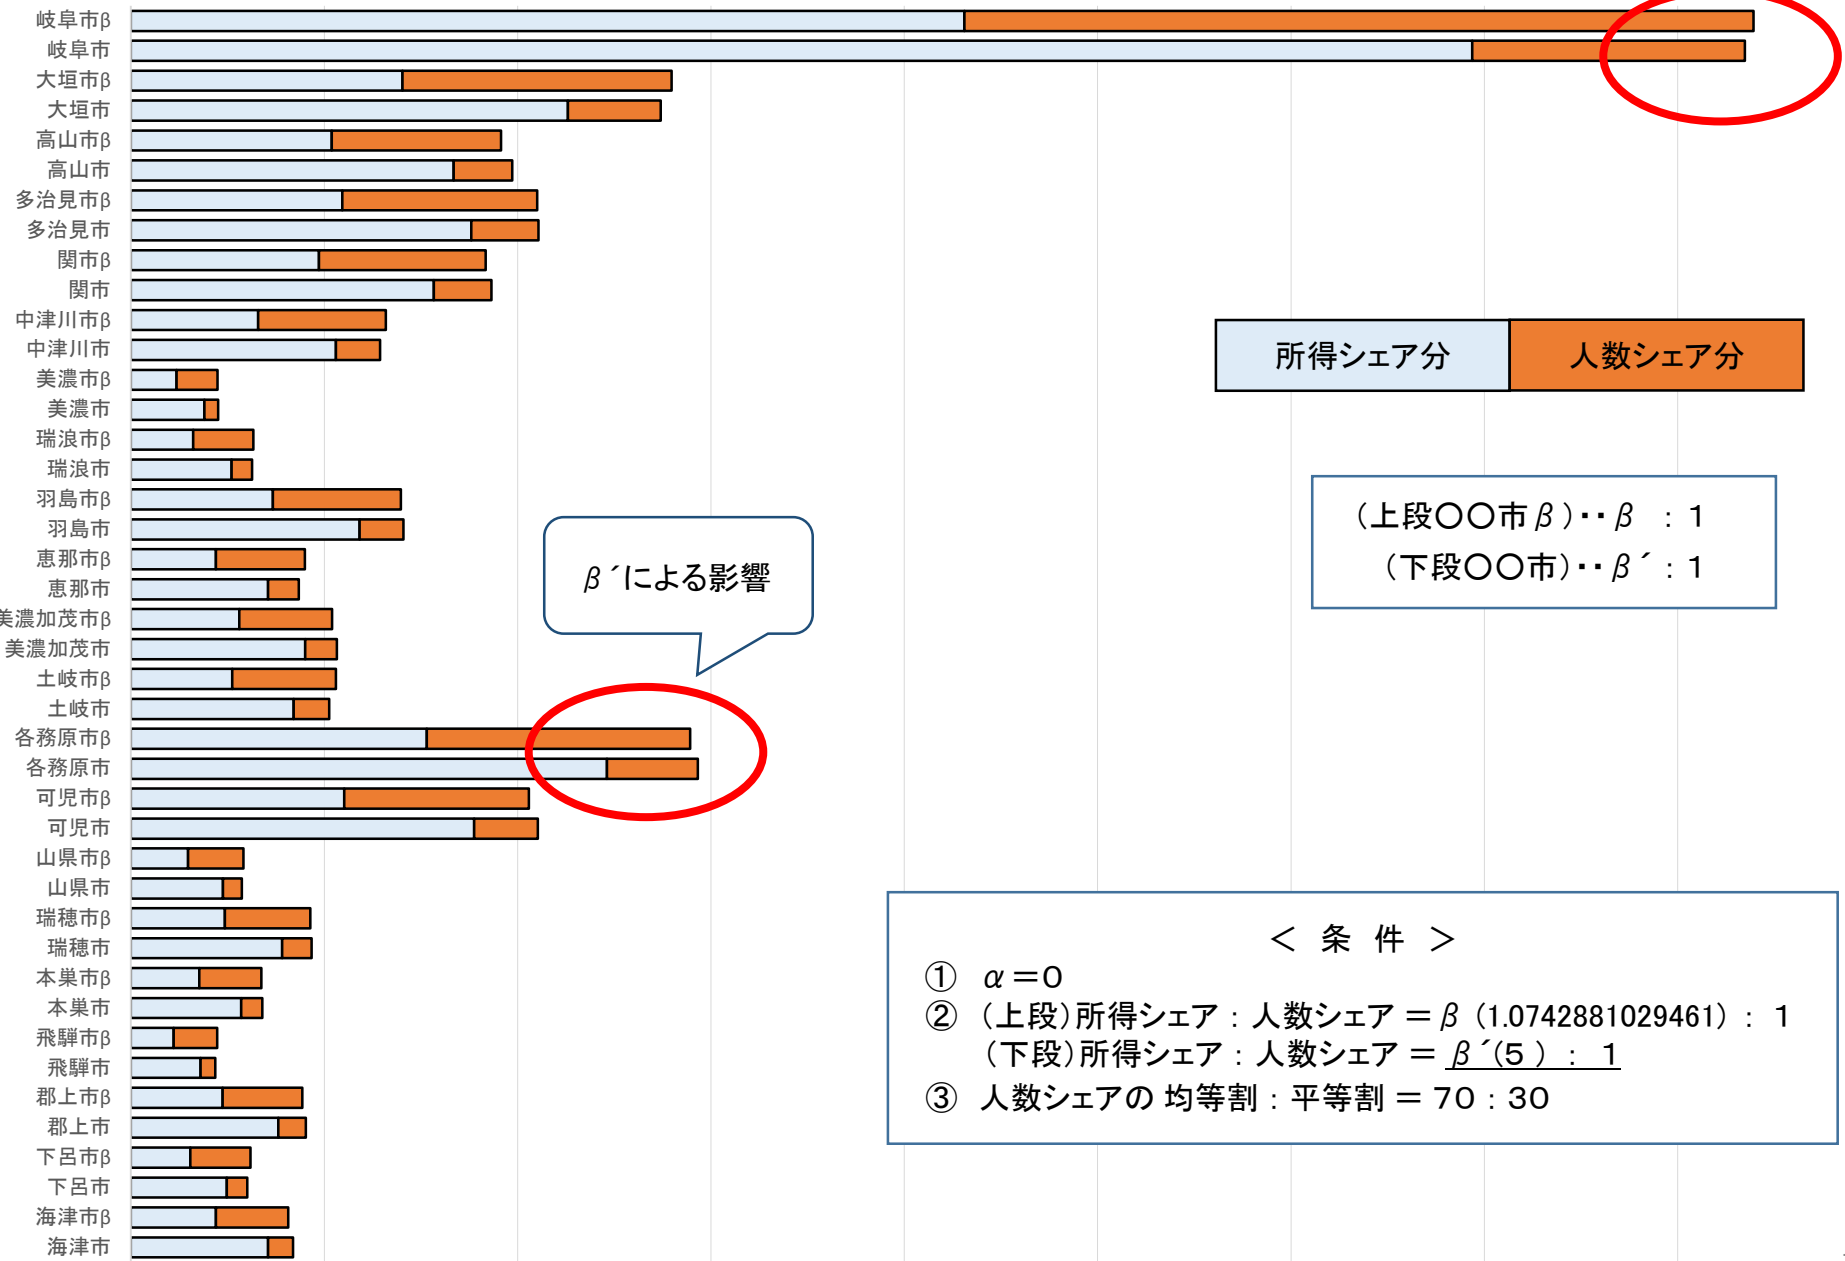 岐阜市β
岐阜市
大垣市β
大垣市
高山市β
高山市
多治見市β
多治見市
関市β
関市
中津川市β
中津川市
美濃市β
美濃市
瑞浪市β
瑞浪市
羽島市β
羽島市
恵那市β
恵那市
美濃加茂市β
美濃加茂市
土岐市β
土岐市
各務原市β
各務原市
可児市β
可児市
山県市β
山県市
瑞穂市β
瑞穂市
本巣市β
本巣市
飛騨市β
飛騨市
郡上市β
郡上市
下呂市β
下呂市
海津市β
海津市
所得シェア分 人数シェア分
(上段〇〇市β)・・β : 1
(下段〇〇市)・・β´ : 1
β´による影響
< 条 件 >
① α=0
② (上段)所得シェア : 人数シェア = β (1.0742881029461) : 1
(下段)所得シェア : 人数シェア = β´(5) : 1
③ 人数シェアの 均等割 : 平等割 = 70 : 30